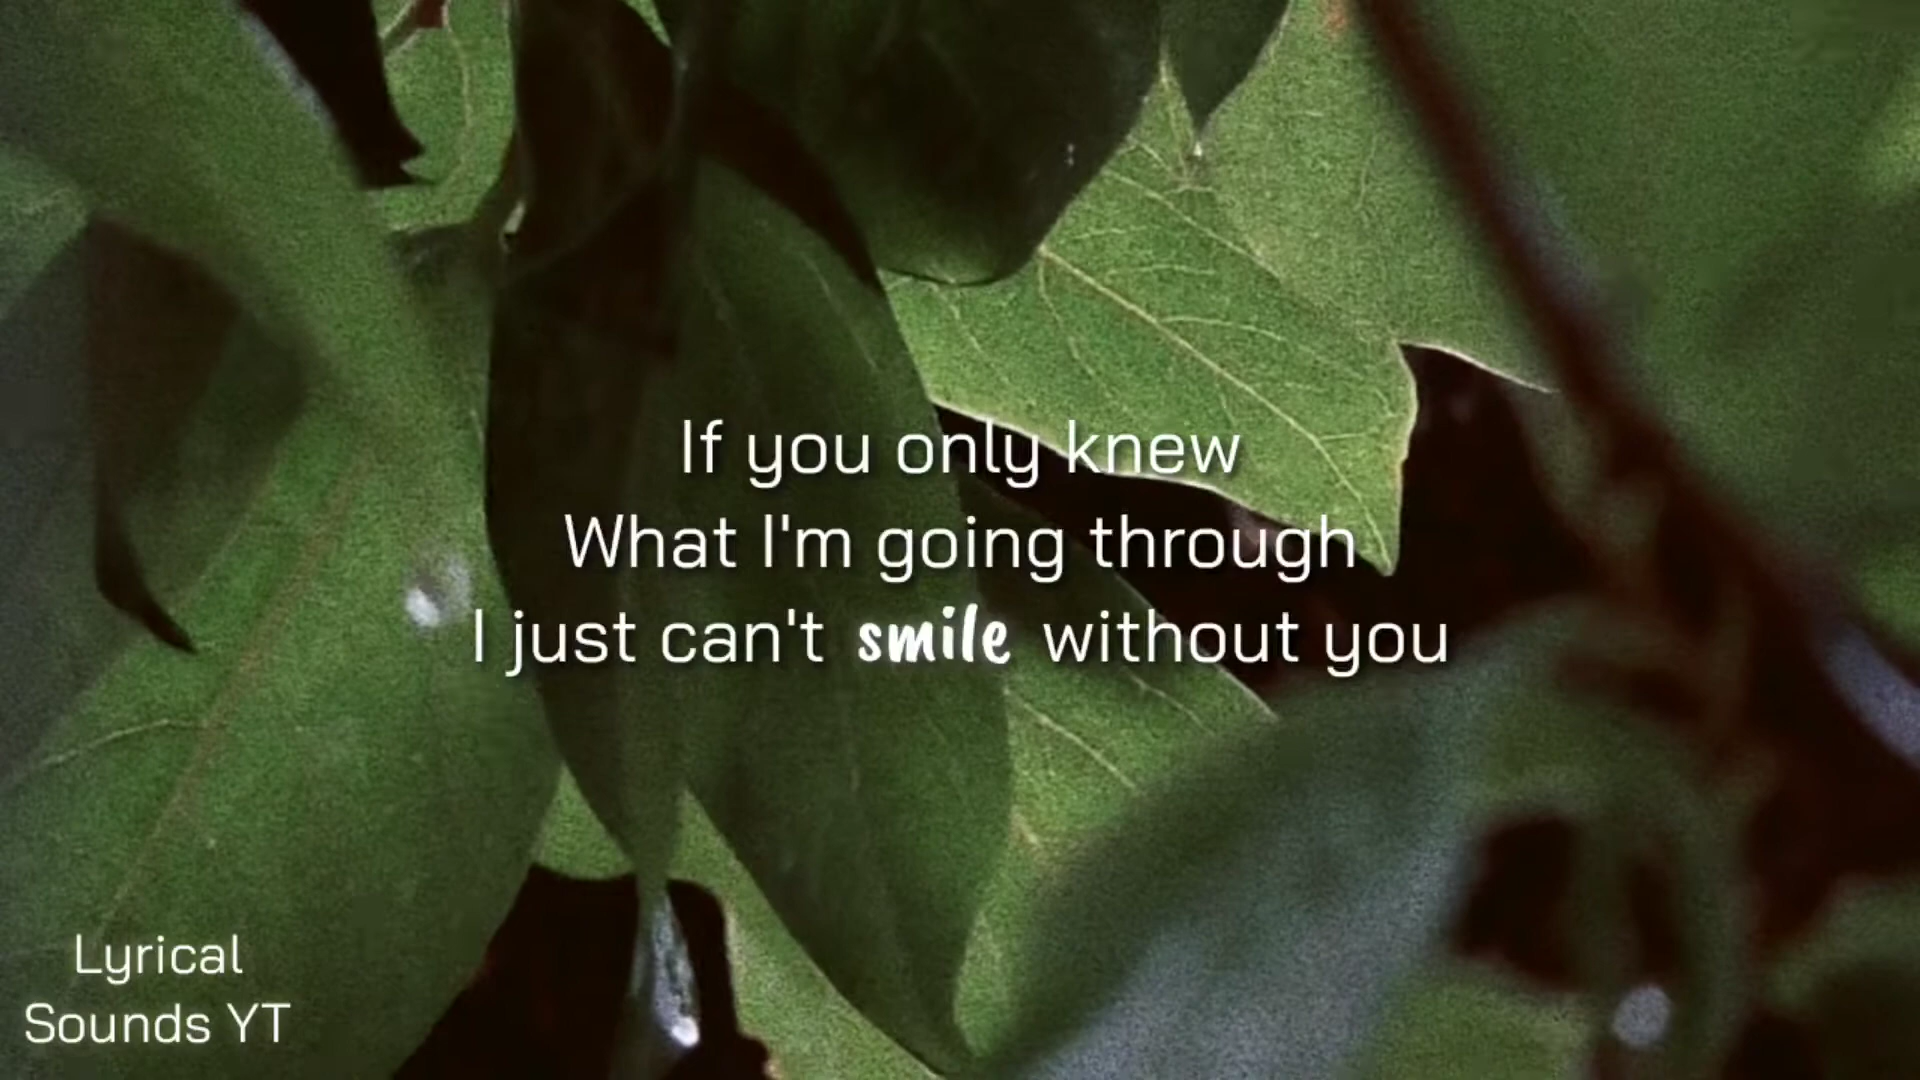 If you only knew
What I'm going through
I just can't smile without you
Lyrical
Sounds YT